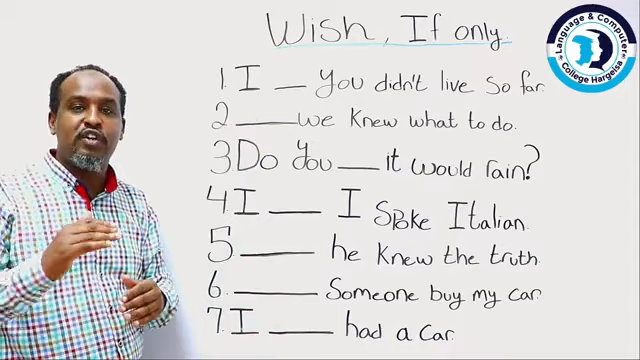 Wish, If only.
Language & Computer
College Hargeisa
1. I __ you didn't live so far.
2 ____ we knew what to do.
3 Do you ___ it would rain?
4 I ____ I spoke Italian.
5 _____ he knew the truth.
6. ______ Someone buy my car.
7. I _____ had a car.